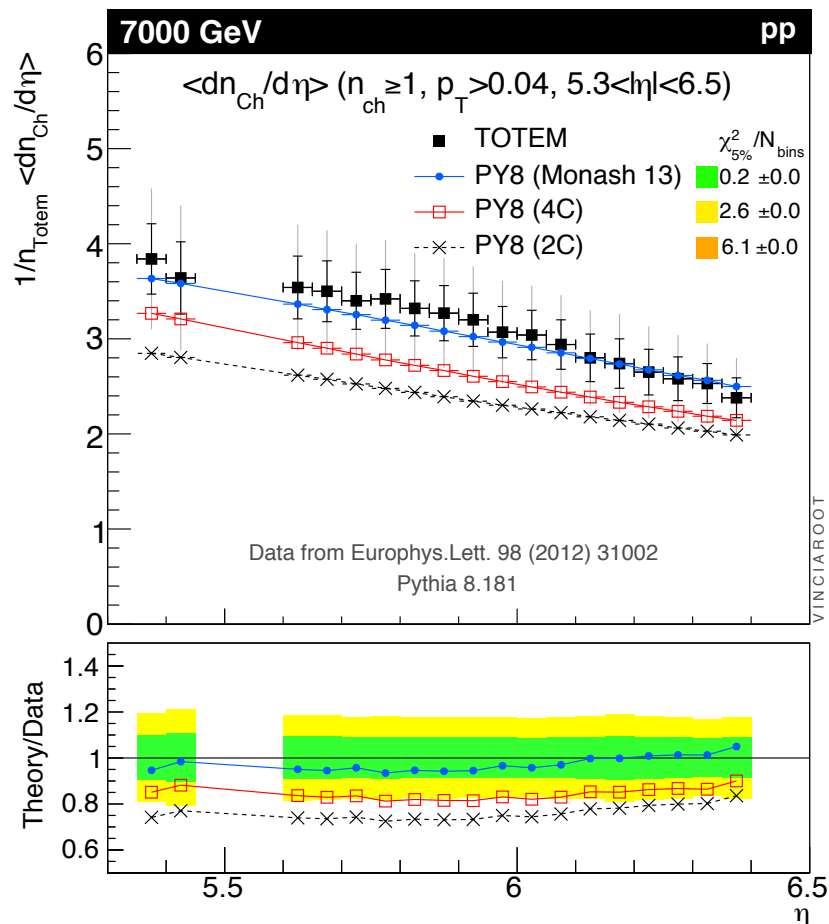 7000 GeV pp
6
<dn_Ch/dη> (n_ch≥1, p_T>0.04, 5.3<|η|<6.5)
1/n_Totem <dn_Ch/dη>
5
4
3
2
1
0
TOTEM
PY8 (Monash 13)
PY8 (4C)
PY8 (2C)
χ²_5%/N_bins
0.2 ±0.0
2.6 ±0.0
6.1 ±0.0
Data from Europhys.Lett. 98 (2012) 31002
Pythia 8.181
VINCIAROOT
Theory/Data
1.4
1.2
1
0.8
0.6
5.5 6 6.5
η